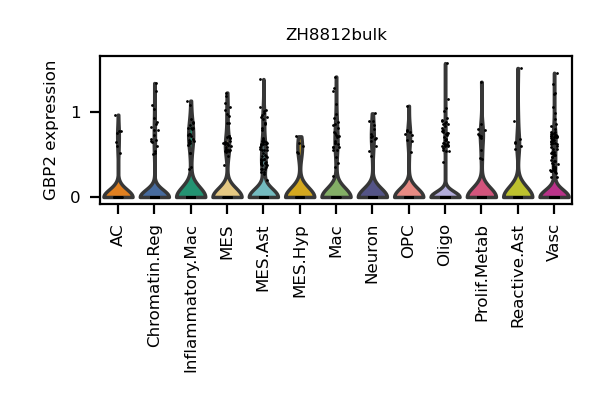 ZH8812bulk
GBP2 expression
1
0
AC
Chromatin.Reg
Inflammatory.Mac
MES
MES.Ast
MES.Hyp
Mac
Neuron
OPC
Oligo
Prolif.Metab
Reactive.Ast
Vasc